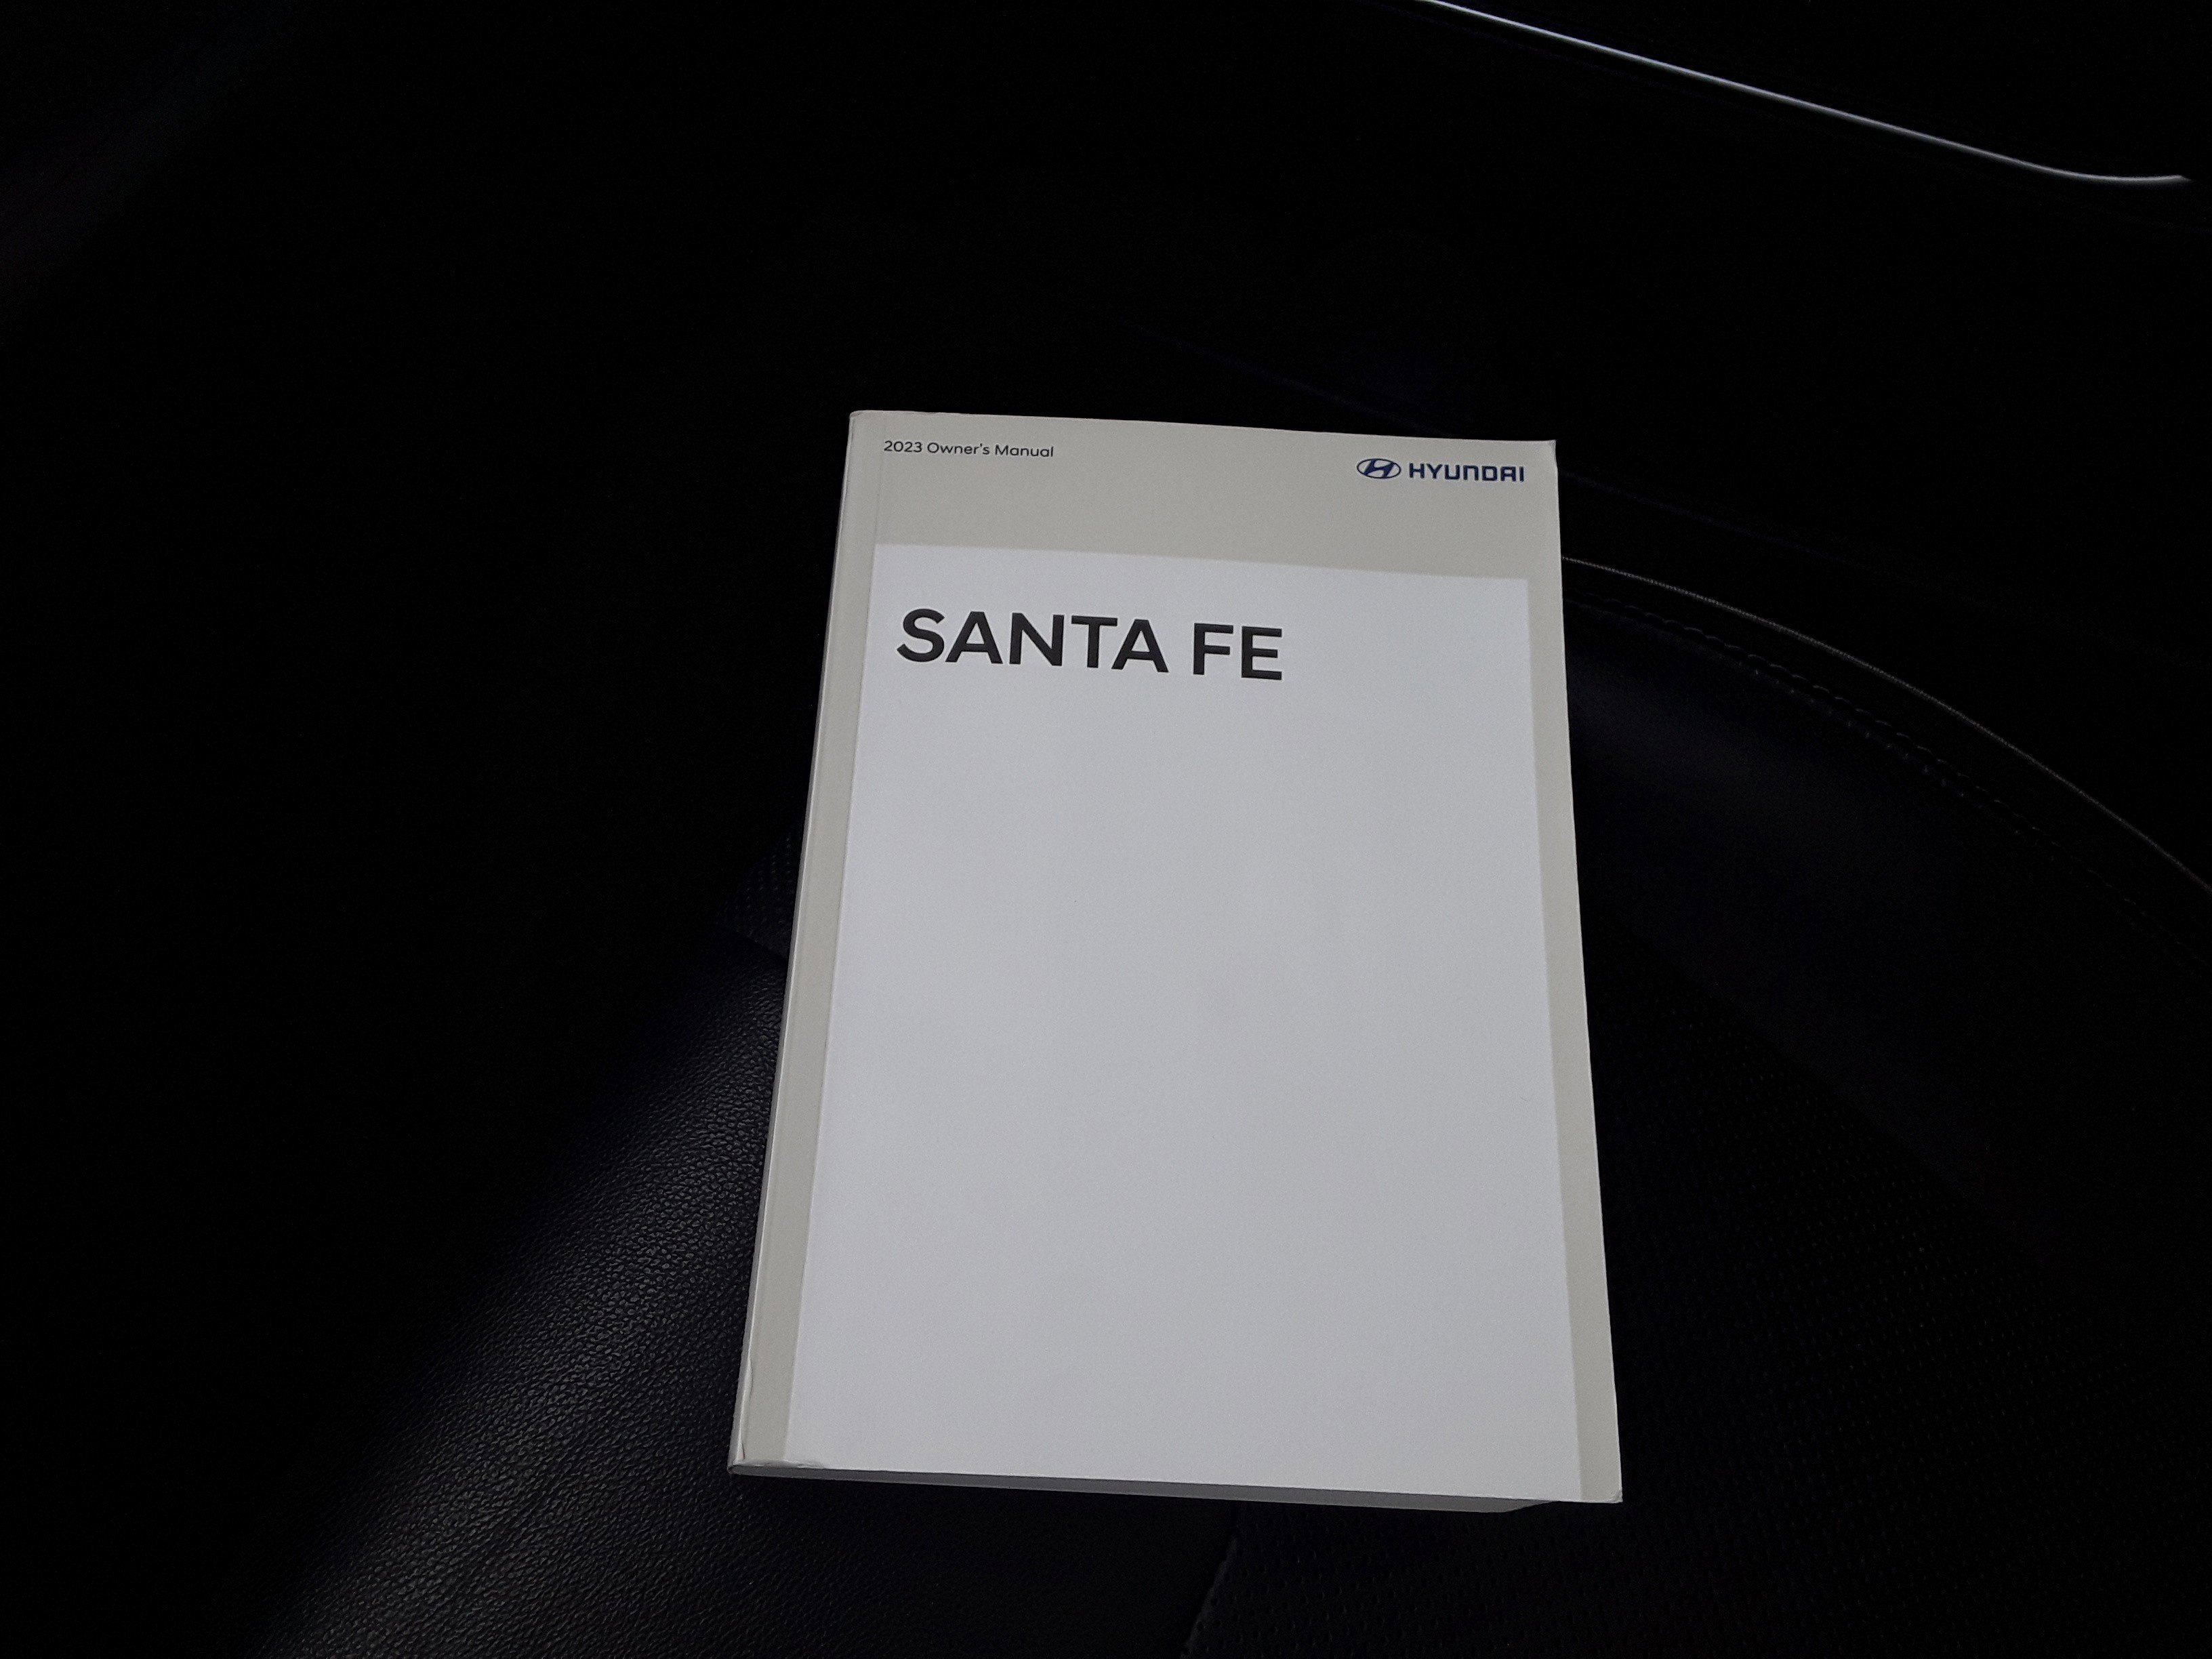 2023 Owner's Manual
HYUNDAI
SANTA FE